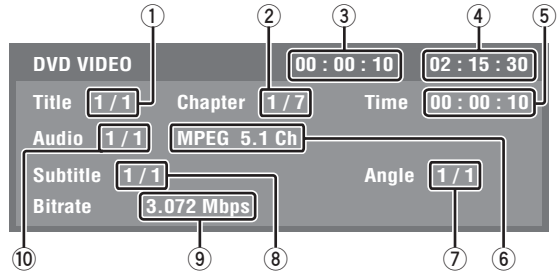 ① ② ③ ④ ⑤
DVD VIDEO 00 : 00 : 10 02 : 15 : 30
Title 1 / 1 Chapter 1 / 7 Time 00 : 00 : 10
Audio 1 / 1 MPEG 5.1 Ch
Subtitle 1 / 1 Angle 1 / 1
Bitrate 3.072 Mbps
⑩ ⑨ ⑧ ⑦ ⑥